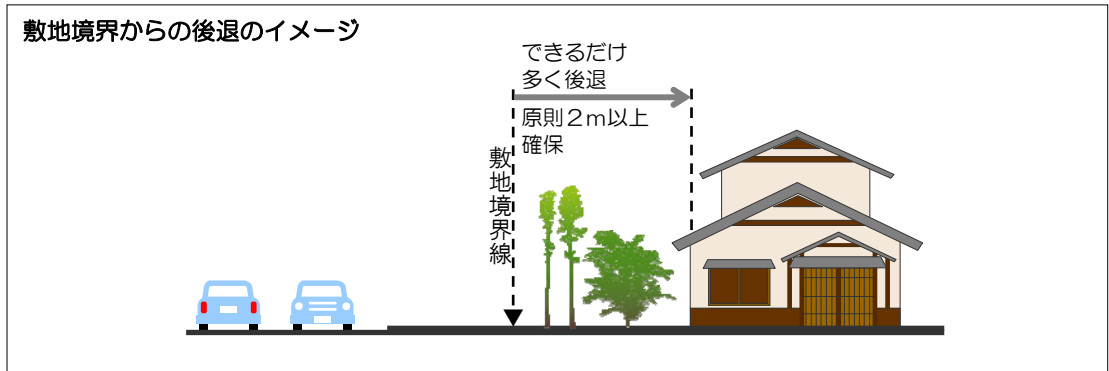 敷地境界からの後退のイメージ
できるだけ
多く後退
原則２ｍ以上
確保
敷地境界線